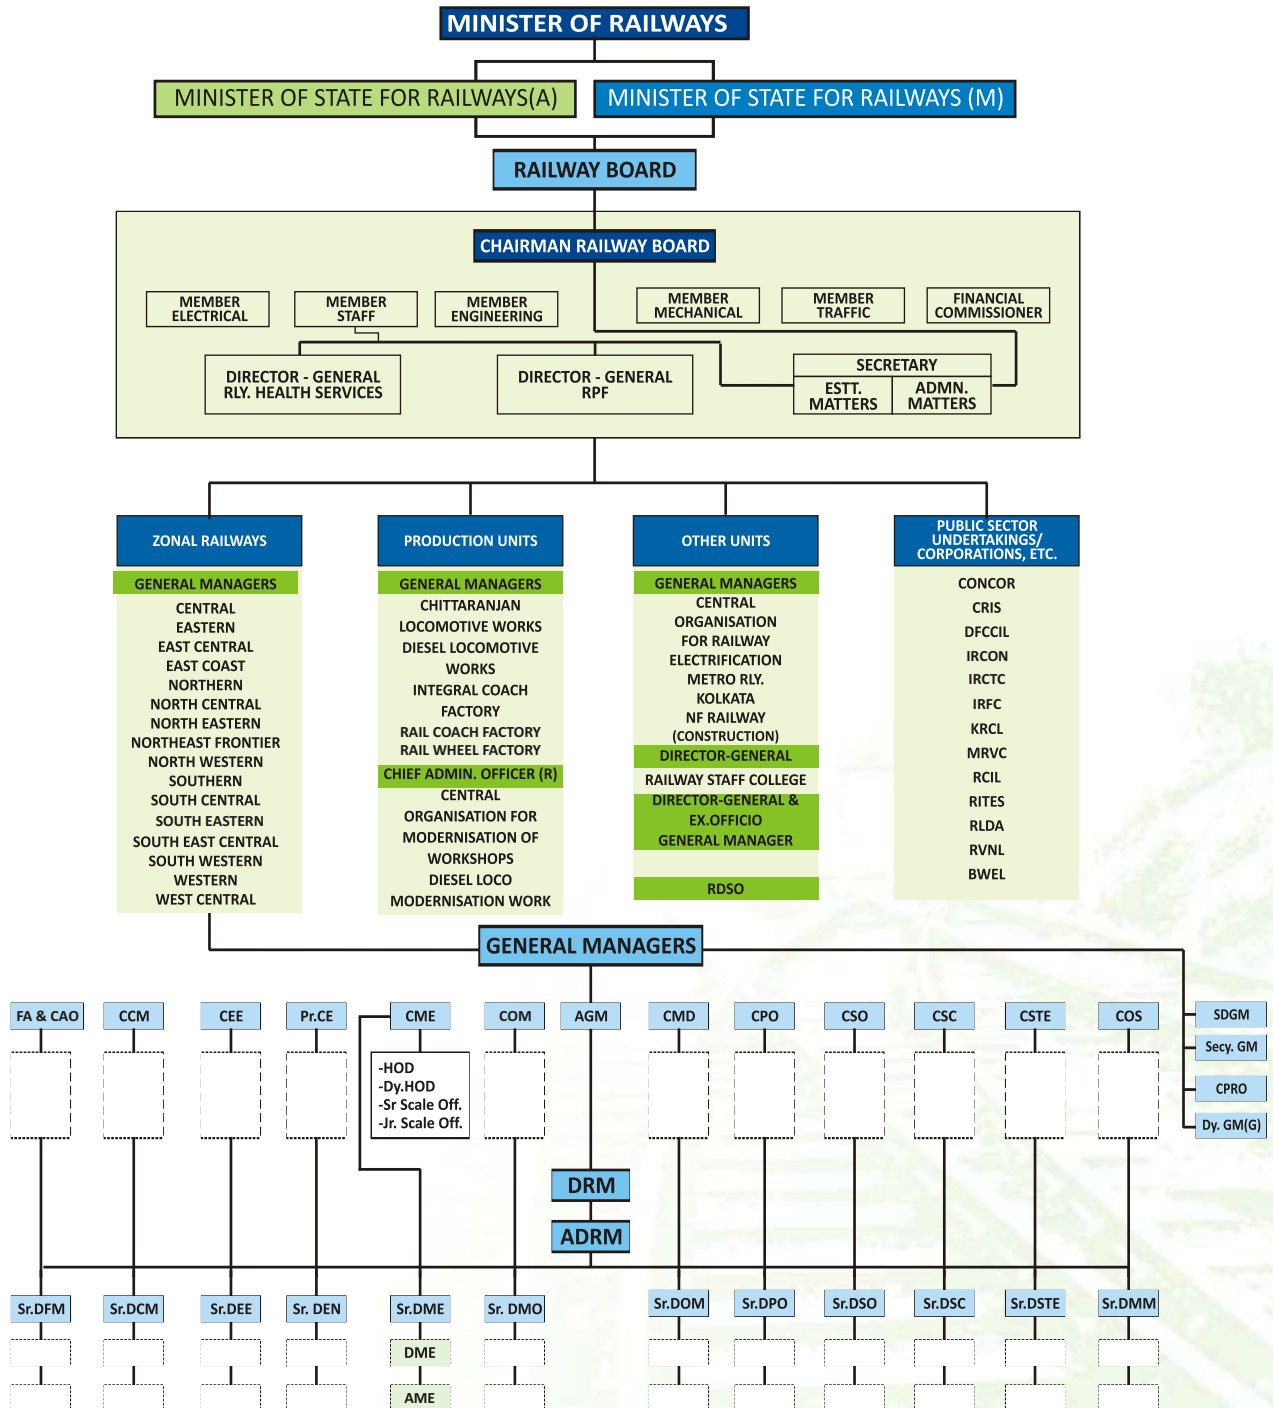 MINISTER OF RAILWAYS
MINISTER OF STATE FOR RAILWAYS(A)
MINISTER OF STATE FOR RAILWAYS (M)
RAILWAY BOARD
CHAIRMAN RAILWAY BOARD
MEMBER
ELECTRICAL
MEMBER
STAFF
MEMBER
ENGINEERING
MEMBER
MECHANICAL
MEMBER
TRAFFIC
FINANCIAL
COMMISSIONER
DIRECTOR - GENERAL
RLY. HEALTH SERVICES
DIRECTOR - GENERAL
RPF
SECRETARY
ESTT.
MATTERS
ADMN.
MATTERS
ZONAL RAILWAYS
GENERAL MANAGERS
CENTRAL
EASTERN
EAST CENTRAL
EAST COAST
NORTHERN
NORTH CENTRAL
NORTH EASTERN
NORTHEAST FRONTIER
NORTH WESTERN
SOUTHERN
SOUTH CENTRAL
SOUTH EASTERN
SOUTH EAST CENTRAL
SOUTH WESTERN
WESTERN
WEST CENTRAL
PRODUCTION UNITS
GENERAL MANAGERS
CHITTARANJAN
LOCOMOTIVE WORKS
DIESEL LOCOMOTIVE
WORKS
INTEGRAL COACH
FACTORY
RAIL COACH FACTORY
RAIL WHEEL FACTORY
CHIEF ADMIN. OFFICER (R)
CENTRAL
ORGANISATION FOR
MODERNISATION OF
WORKSHOPS
DIESEL LOCO
MODERNISATION WORK
OTHER UNITS
GENERAL MANAGERS
CENTRAL
ORGANISATION
FOR RAILWAY
ELECTRIFICATION
METRO RLY.
KOLKATA
NF RAILWAY
(CONSTRUCTION)
DIRECTOR-GENERAL
RAILWAY STAFF COLLEGE
DIRECTOR-GENERAL &
EX.OFFICIO
GENERAL MANAGER
RDSO
PUBLIC SECTOR
UNDERTAKINGS/
CORPORATIONS, ETC.
CONCOR
CRIS
DFCCIL
IRCON
IRCTC
IRFC
KRCL
MRVC
RCIL
RITES
RLDA
RVNL
BWEL
GENERAL MANAGERS
FA & CAO
CCM
CEE
Pr.CE
CME
COM
AGM
CMD
CPO
CSO
CSC
CSTE
COS
SDGM
Secy. GM
CPRO
Dy. GM(G)
-HOD
-Dy.HOD
-Sr Scale Off.
-Jr. Scale Off.
DRM
ADRM
Sr.DFM
Sr.DCM
Sr.DEE
Sr. DEN
Sr.DME
Sr. DMO
Sr.DOM
Sr.DPO
Sr.DSO
Sr.DSC
Sr.DSTE
Sr.DMM
DME
AME